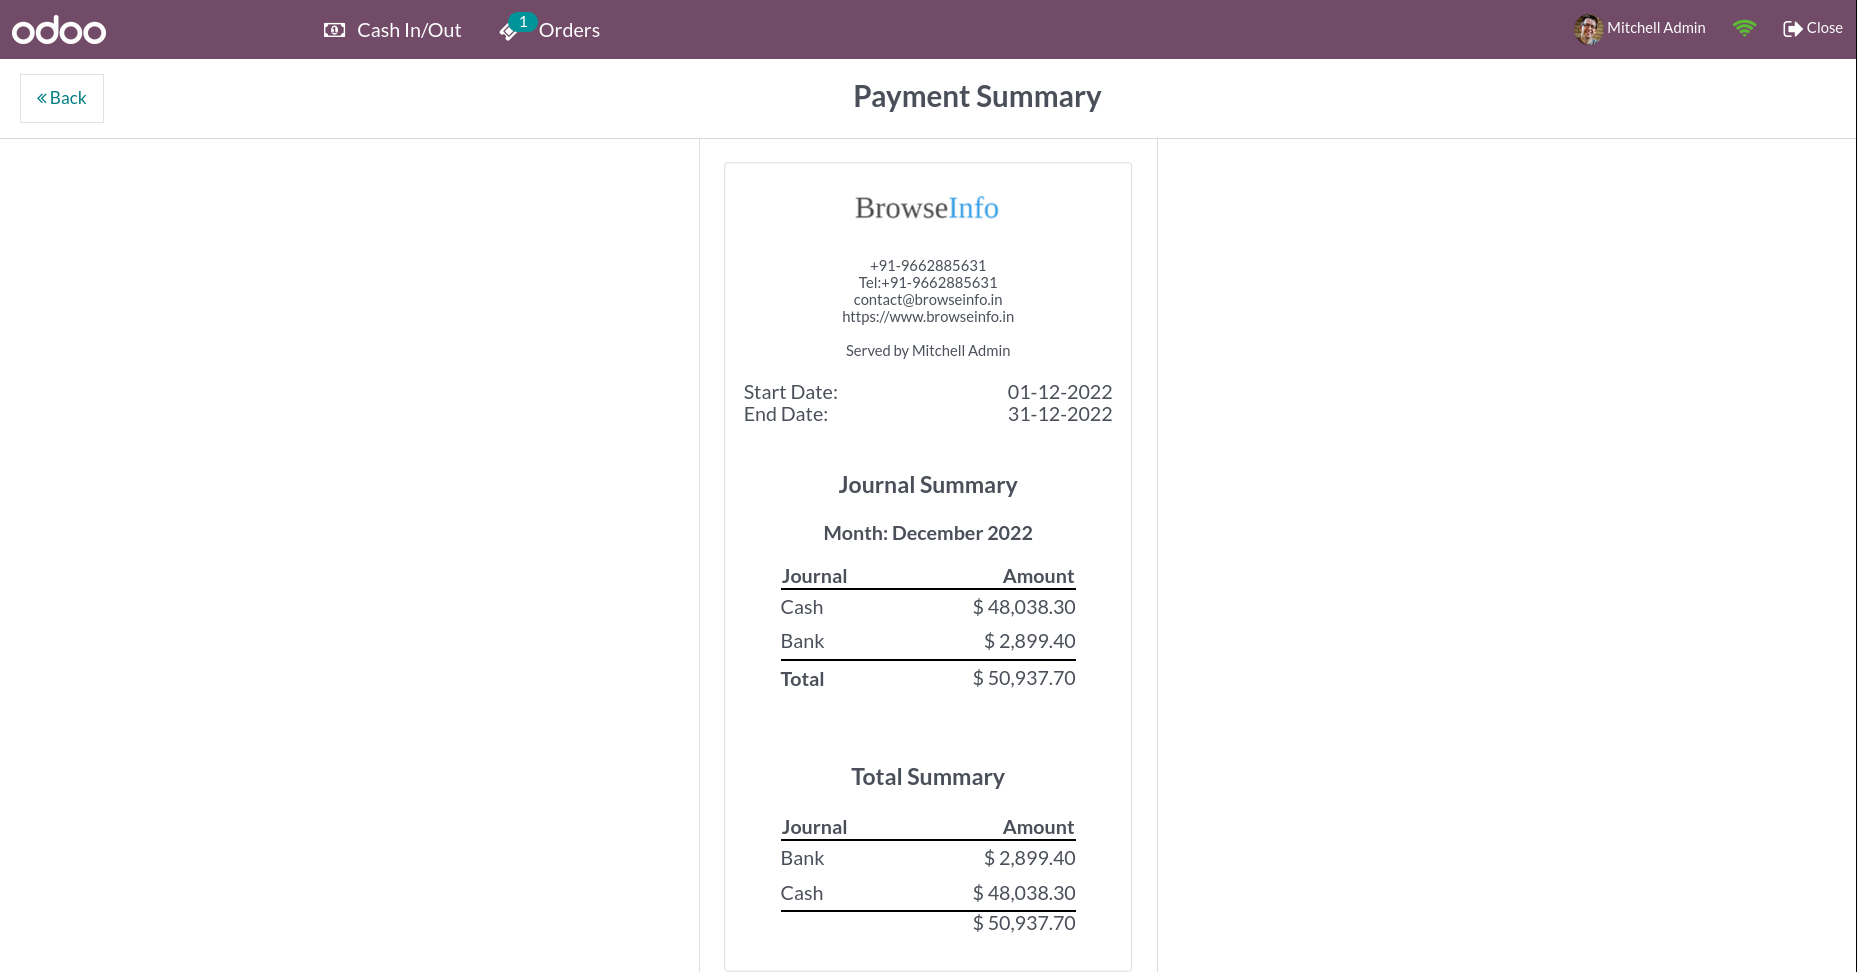 odoo
Cash In/Out
1
Orders
Mitchell Admin
Close
Back
Payment Summary
BrowseInfo
+91-9662885631
Tel:+91-9662885631
contact@browseinfo.in
https://www.browseinfo.in
Served by Mitchell Admin
Start Date: 01-12-2022
End Date: 31-12-2022
Journal Summary
Month: December 2022
Journal Amount
Cash $ 48,038.30
Bank $ 2,899.40
Total $ 50,937.70
Total Summary
Journal Amount
Bank $ 2,899.40
Cash $ 48,038.30
$ 50,937.70